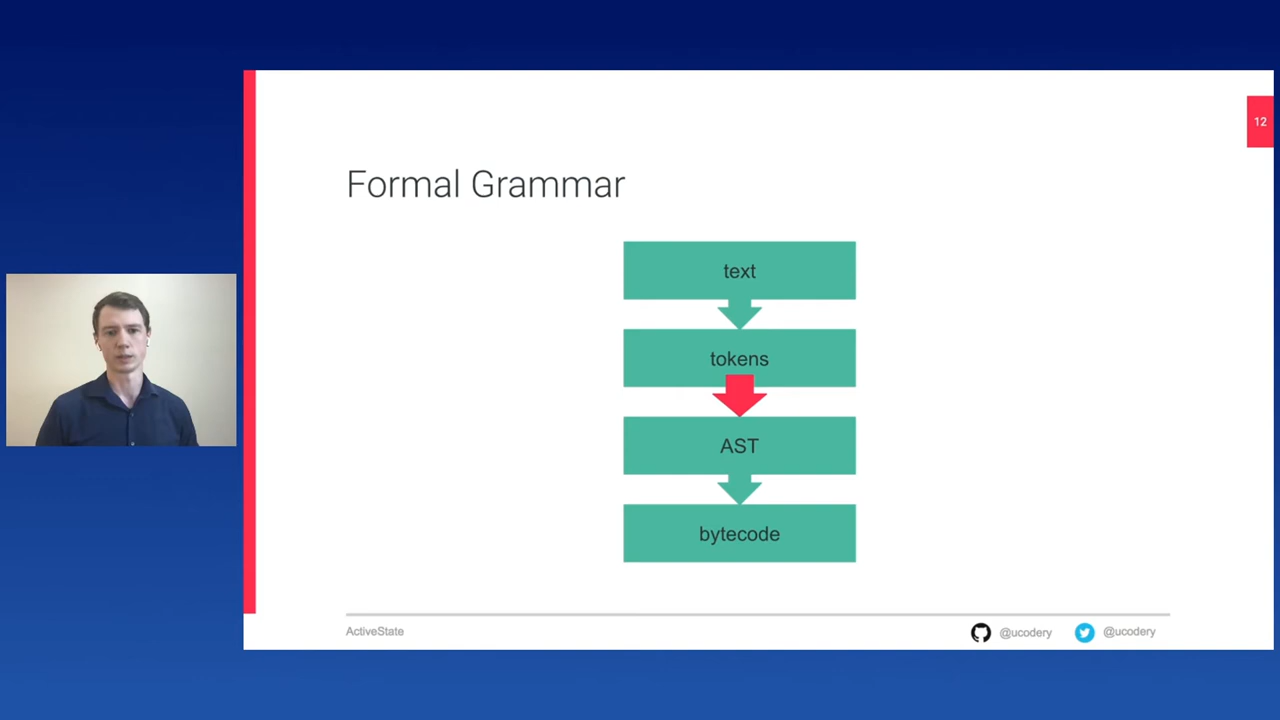 12
Formal Grammar
text
tokens
AST
bytecode
ActiveState
@ucodery
@ucodery